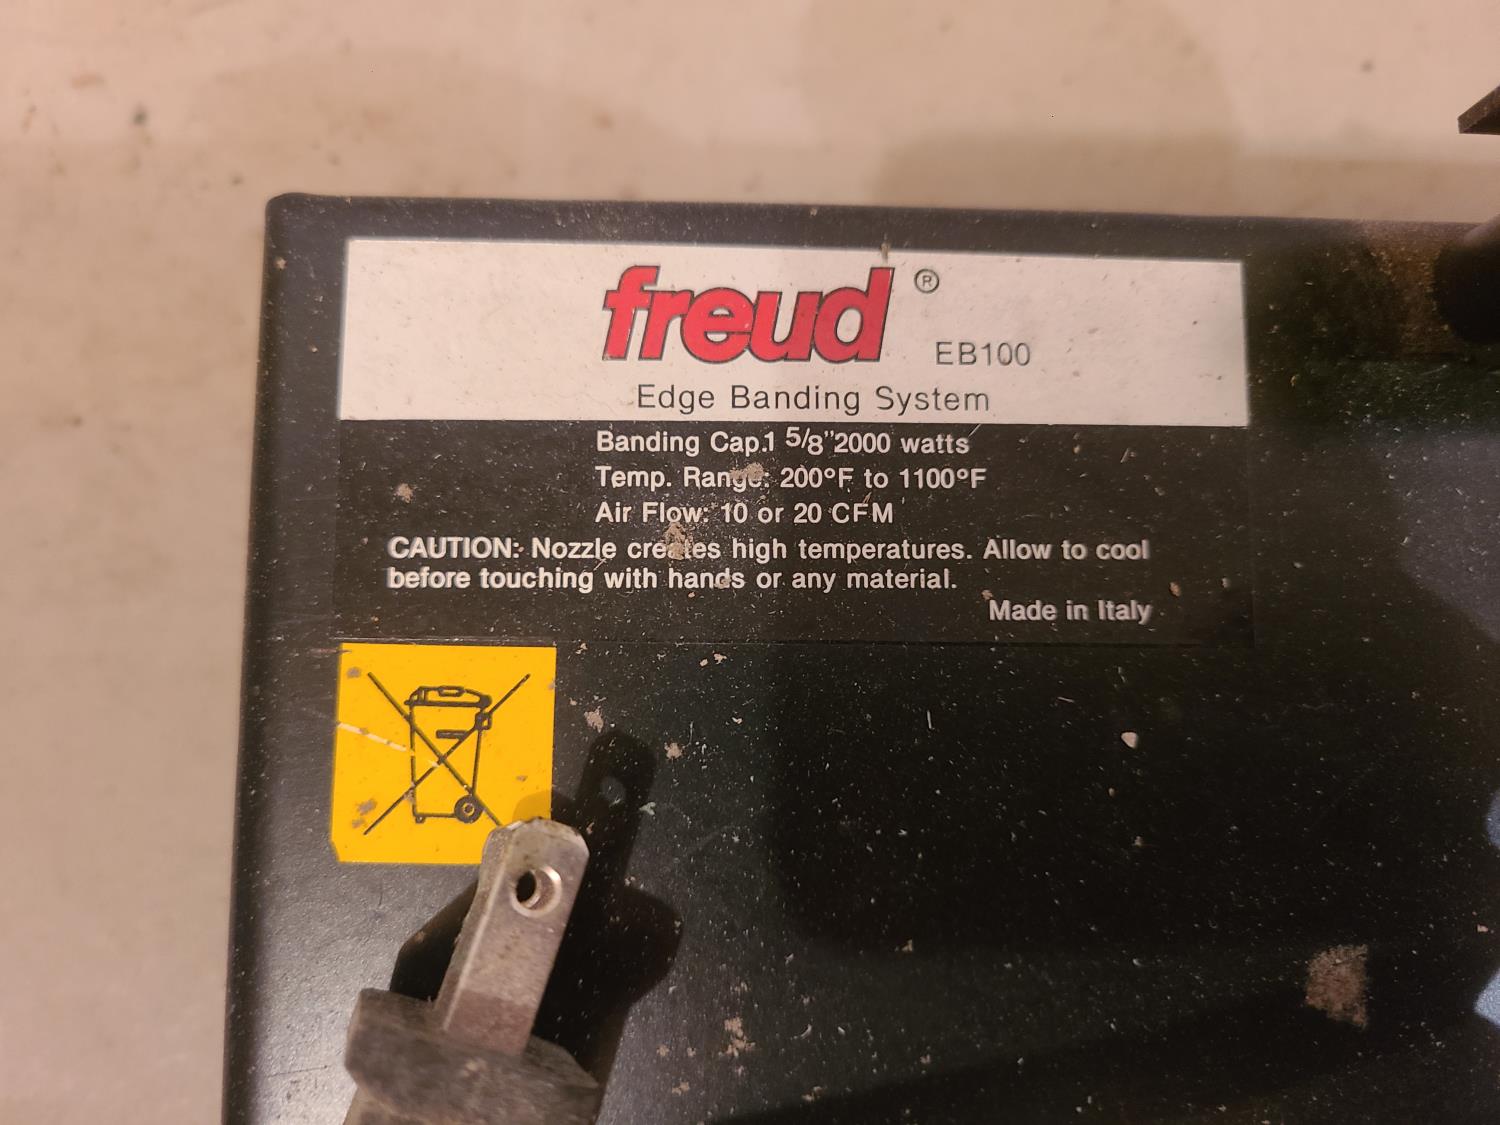 freud ®
EB100
Edge Banding System
Banding Cap.1 5/8" 2000 watts
Temp. Range: 200°F to 1100°F
Air Flow: 10 or 20 CFM
CAUTION: Nozzle creates high temperatures. Allow to cool
before touching with hands or any material.
Made in Italy